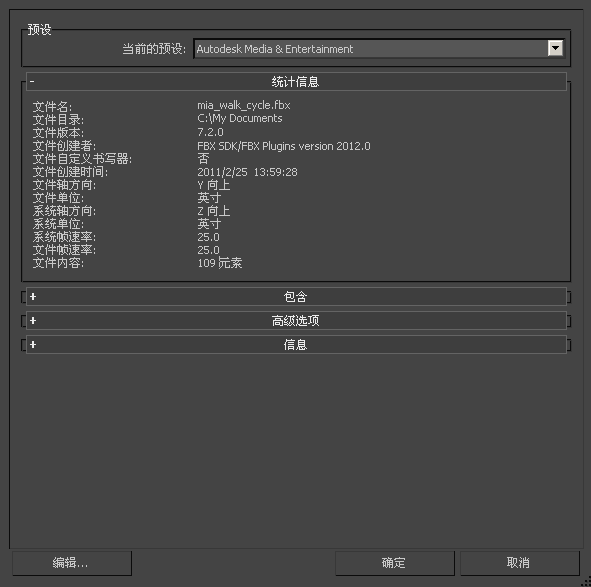 预设
当前的预设: Autodesk Media & Entertainment
- 统计信息
文件名: mia_walk_cycle.fbx
文件目录: C:\My Documents
文件版本: 7.2.0
文件创建者: FBX SDK/FBX Plugins version 2012.0
文件自定义书写器: 否
文件创建时间: 2011/2/25 13:59:28
文件轴方向: Y 向上
文件单位: 英寸
系统轴方向: Z 向上
系统单位: 英寸
系统帧速率: 25.0
文件帧速率: 25.0
文件内容: 109 元素
+ 包含
+ 高级选项
+ 信息
编辑... 确定 取消